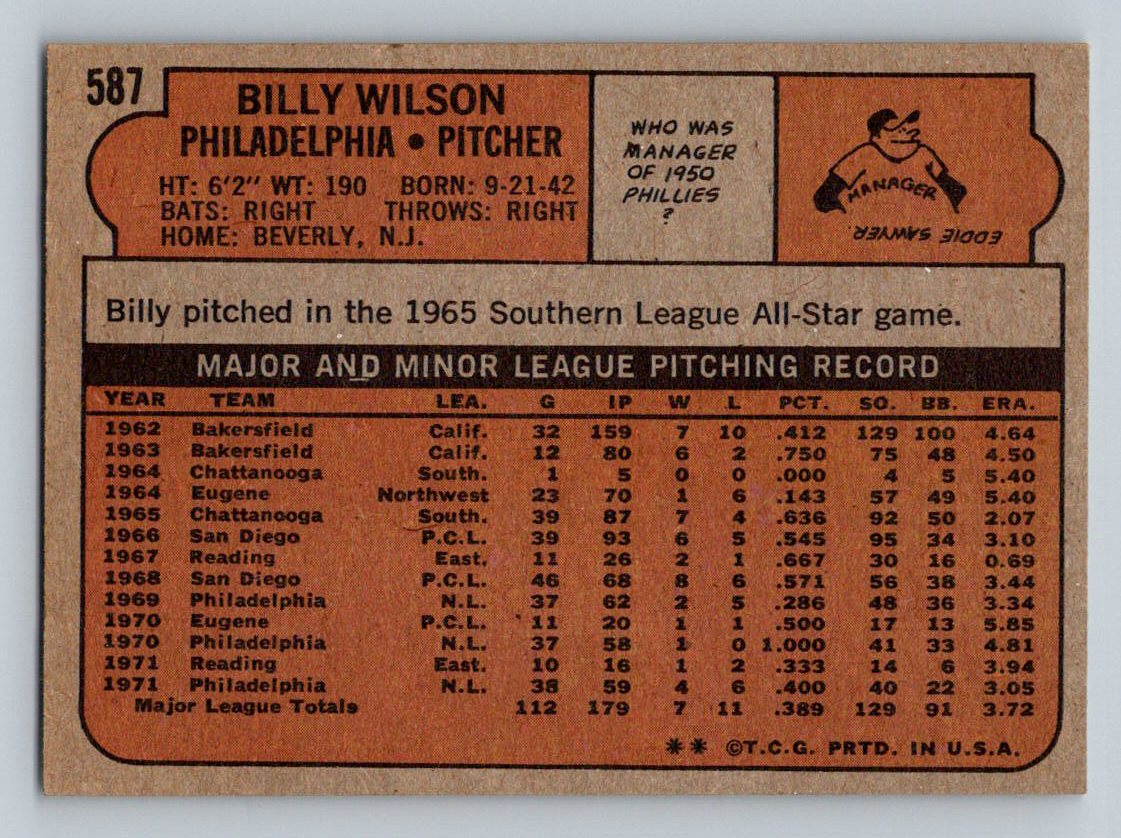 587
BILLY WILSON
PHILADELPHIA • PITCHER
HT: 6'2" WT: 190 BORN: 9-21-42
BATS: RIGHT THROWS: RIGHT
HOME: BEVERLY, N.J.
WHO WAS
MANAGER
OF 1950
PHILLIES
?
MANAGER
EDDIE SAWYER
Billy pitched in the 1965 Southern League All-Star game.
MAJOR AND MINOR LEAGUE PITCHING RECORD
YEAR TEAM LEA. G IP W L PCT. SO. BB. ERA.
1962 Bakersfield Calif. 32 159 7 10 .412 129 100 4.64
1963 Bakersfield Calif. 12 80 6 2 .750 75 48 4.50
1964 Chattanooga South. 1 5 0 0 .000 4 5 5.40
1964 Eugene Northwest 23 70 1 6 .143 57 49 5.40
1965 Chattanooga South. 39 87 7 4 .636 92 50 2.07
1966 San Diego P.C.L. 39 93 6 5 .545 95 34 3.10
1967 Reading East. 11 26 2 1 .667 30 16 0.69
1968 San Diego P.C.L. 46 68 8 6 .571 56 38 3.44
1969 Philadelphia N.L. 37 62 2 5 .286 48 36 3.34
1970 Eugene P.C.L. 11 20 1 1 .500 17 13 5.85
1970 Philadelphia N.L. 37 58 1 0 1.000 41 33 4.81
1971 Reading East. 10 16 1 2 .333 14 6 3.94
1971 Philadelphia N.L. 38 59 4 6 .400 40 22 3.05
Major League Totals 112 179 7 11 .389 129 91 3.72
** ©T.C.G. PRTD. IN U.S.A.